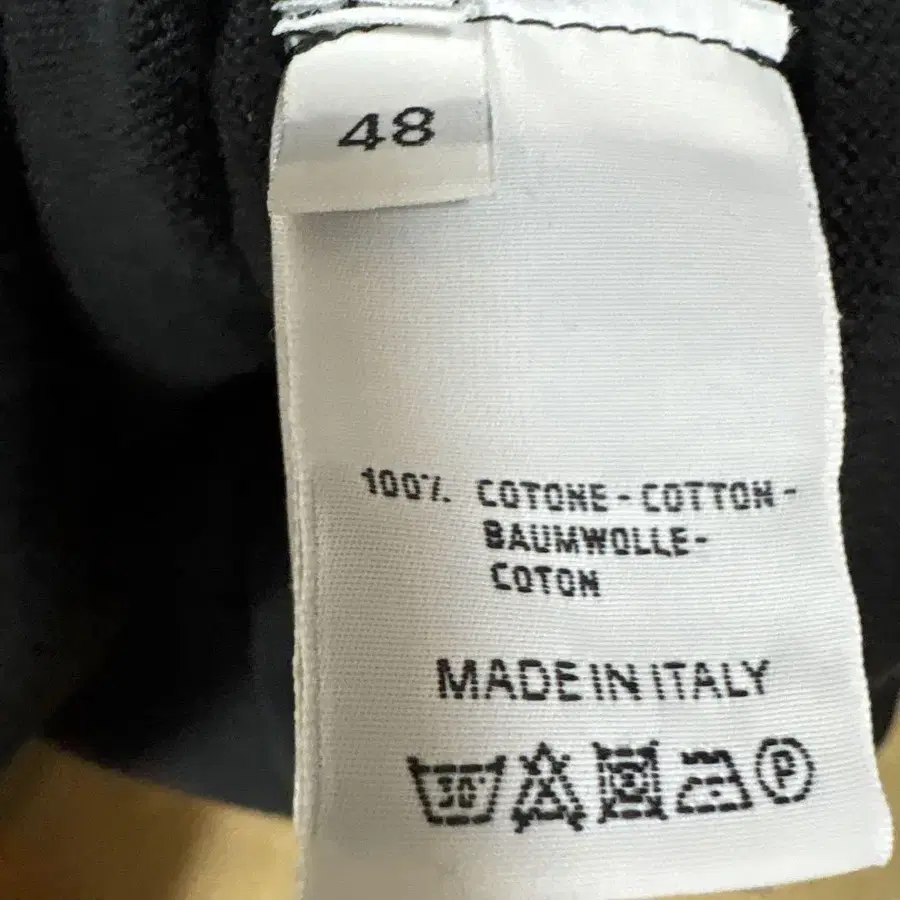 48
100% COTONE - COTTON -
BAUMWOLLE-
COTON
MADE IN ITALY
30° P